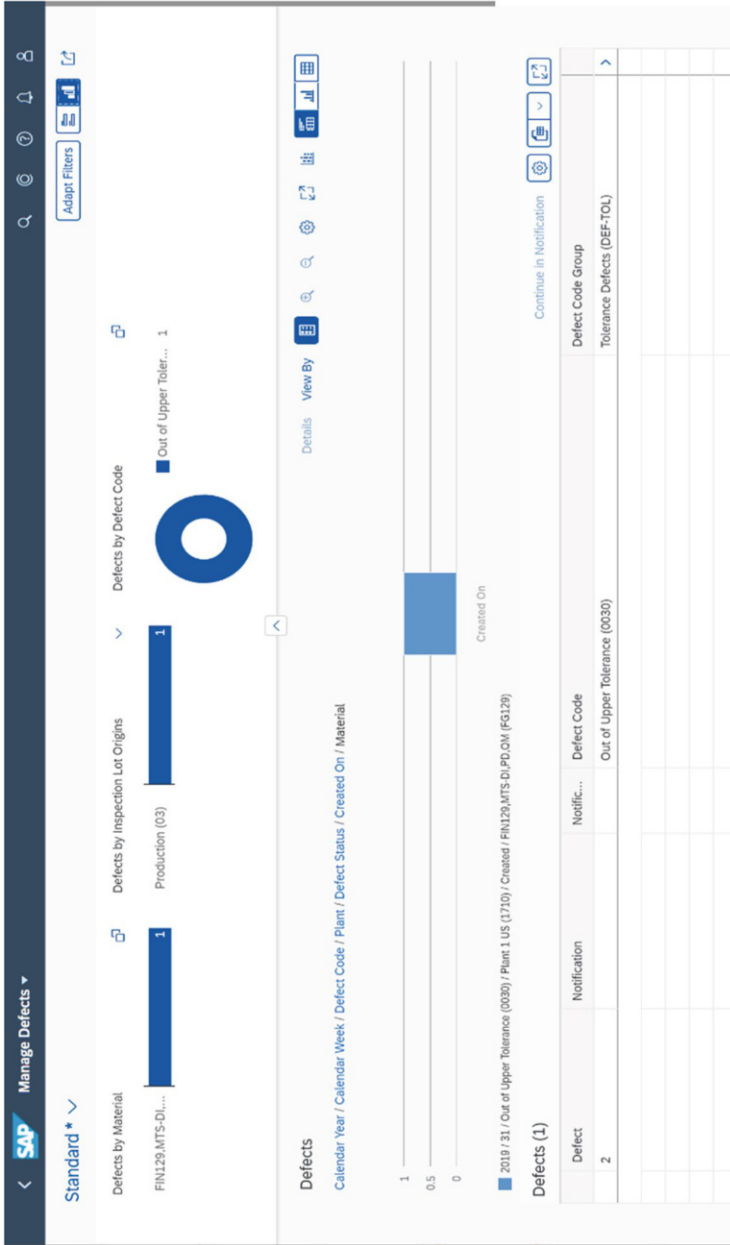 SAP Manage Defects
Standard *
Adapt Filters
Defects by Material
FIN129,MTS-DI,...
1
Defects by Inspection Lot Origins
Production (03)
1
Defects by Defect Code
Out of Upper Toler... 1
Defects
Details View By
Calendar Year / Calendar Week / Defect Code / Plant / Defect Status / Created On / Material
1
0.5
0
Created On
2019 / 31 / Out of Upper Tolerance (0030) / Plant 1 US (1710) / Created / FIN129,MTS-DI,PD,QM (FG129)
Defects (1)
Continue in Notification
Defect Notification Notific... Defect Code Defect Code Group
2 Out of Upper Tolerance (0030) Tolerance Defects (DEF-TOL)